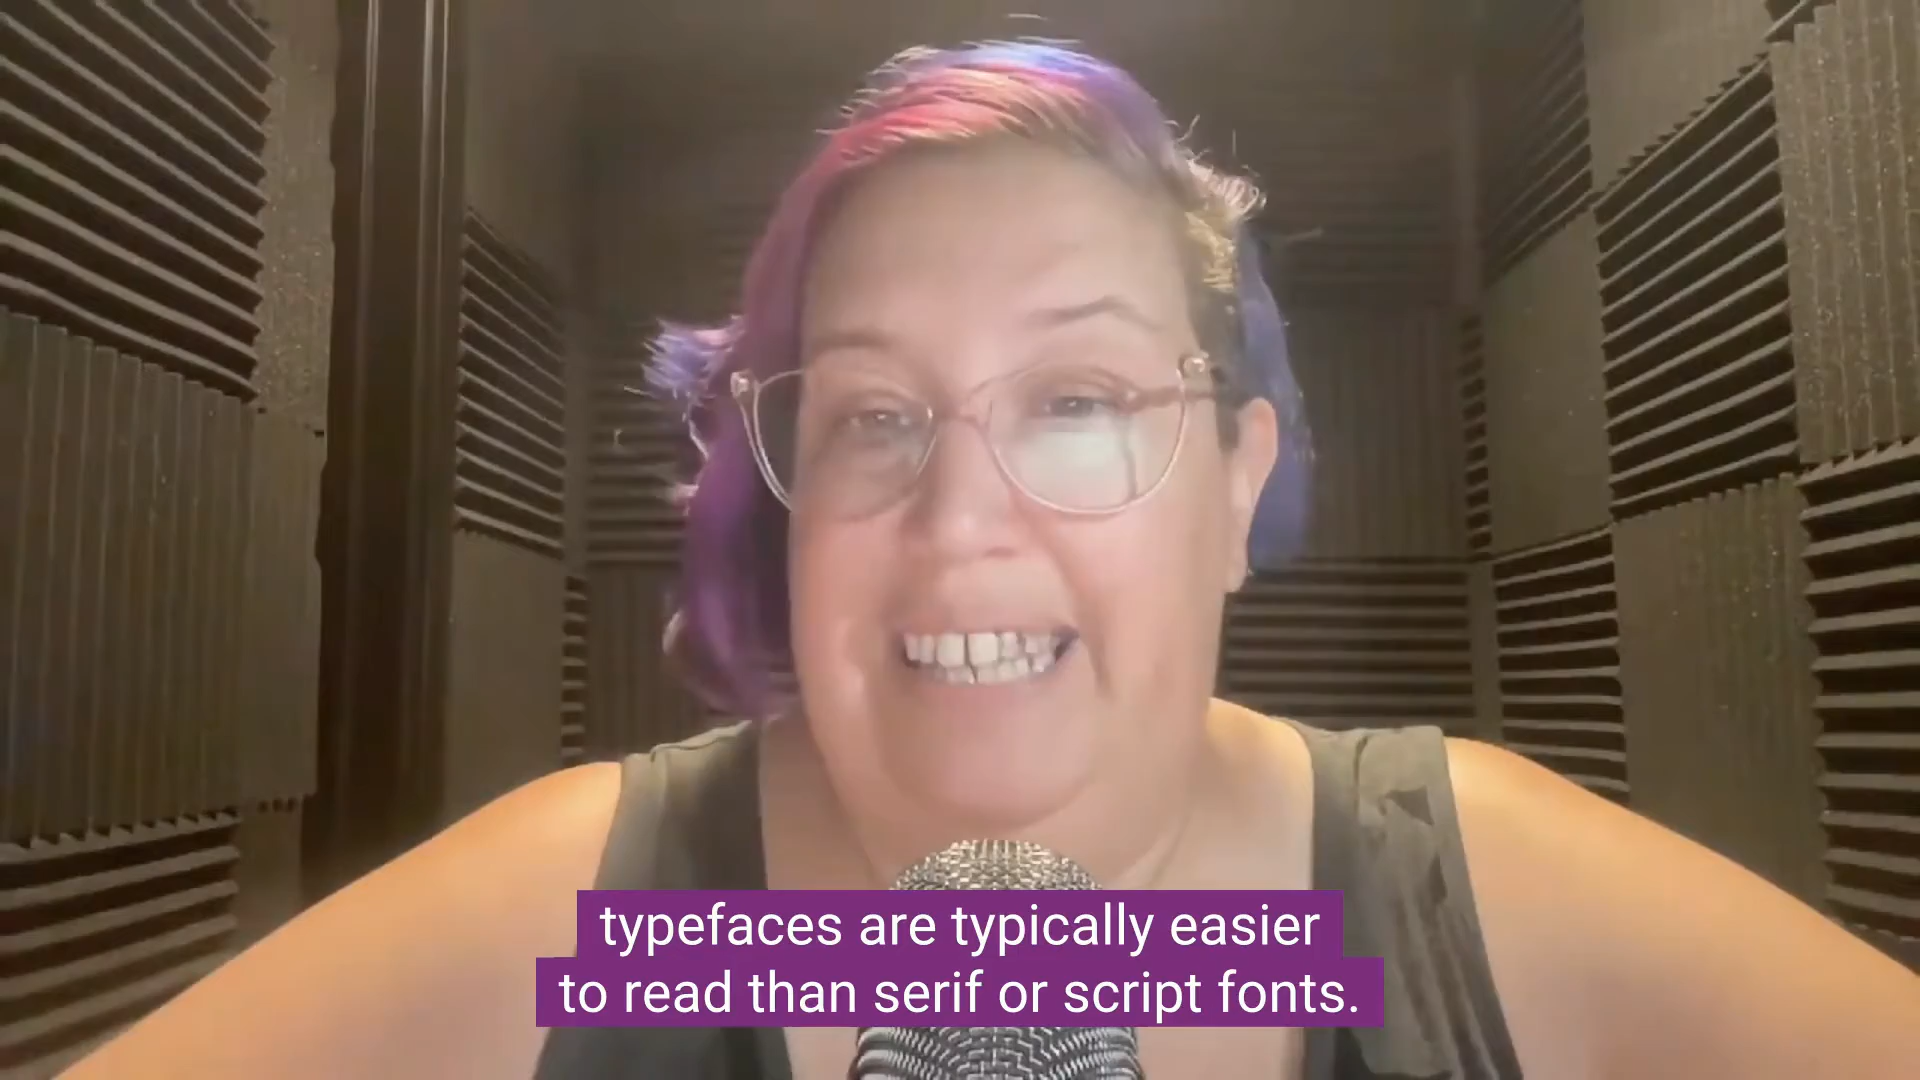 typefaces are typically easier
to read than serif or script fonts.